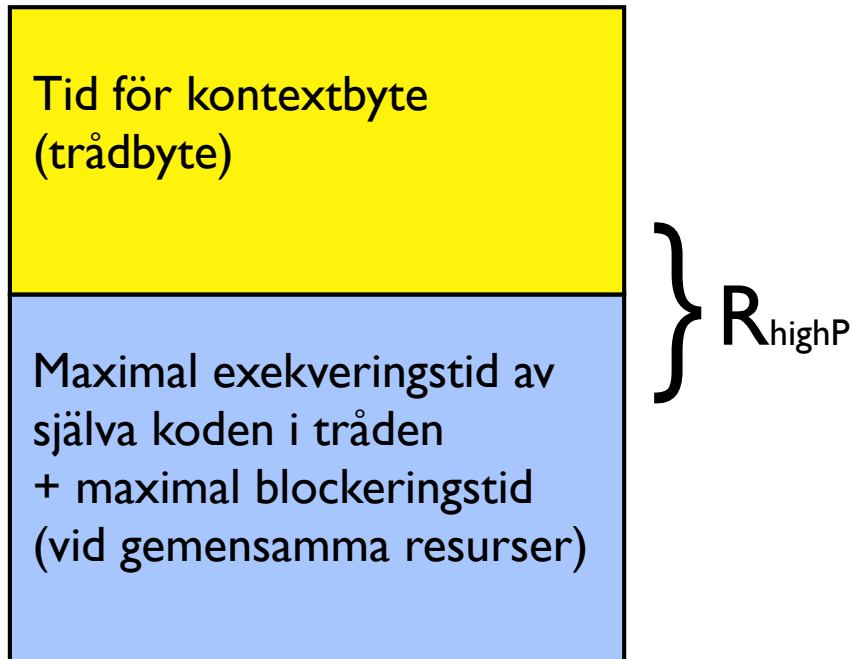 Tid för kontextbyte
(trådbyte)
Maximal exekveringstid av
själva koden i tråden
+ maximal blockeringstid
(vid gemensamma resurser)
} RhighP